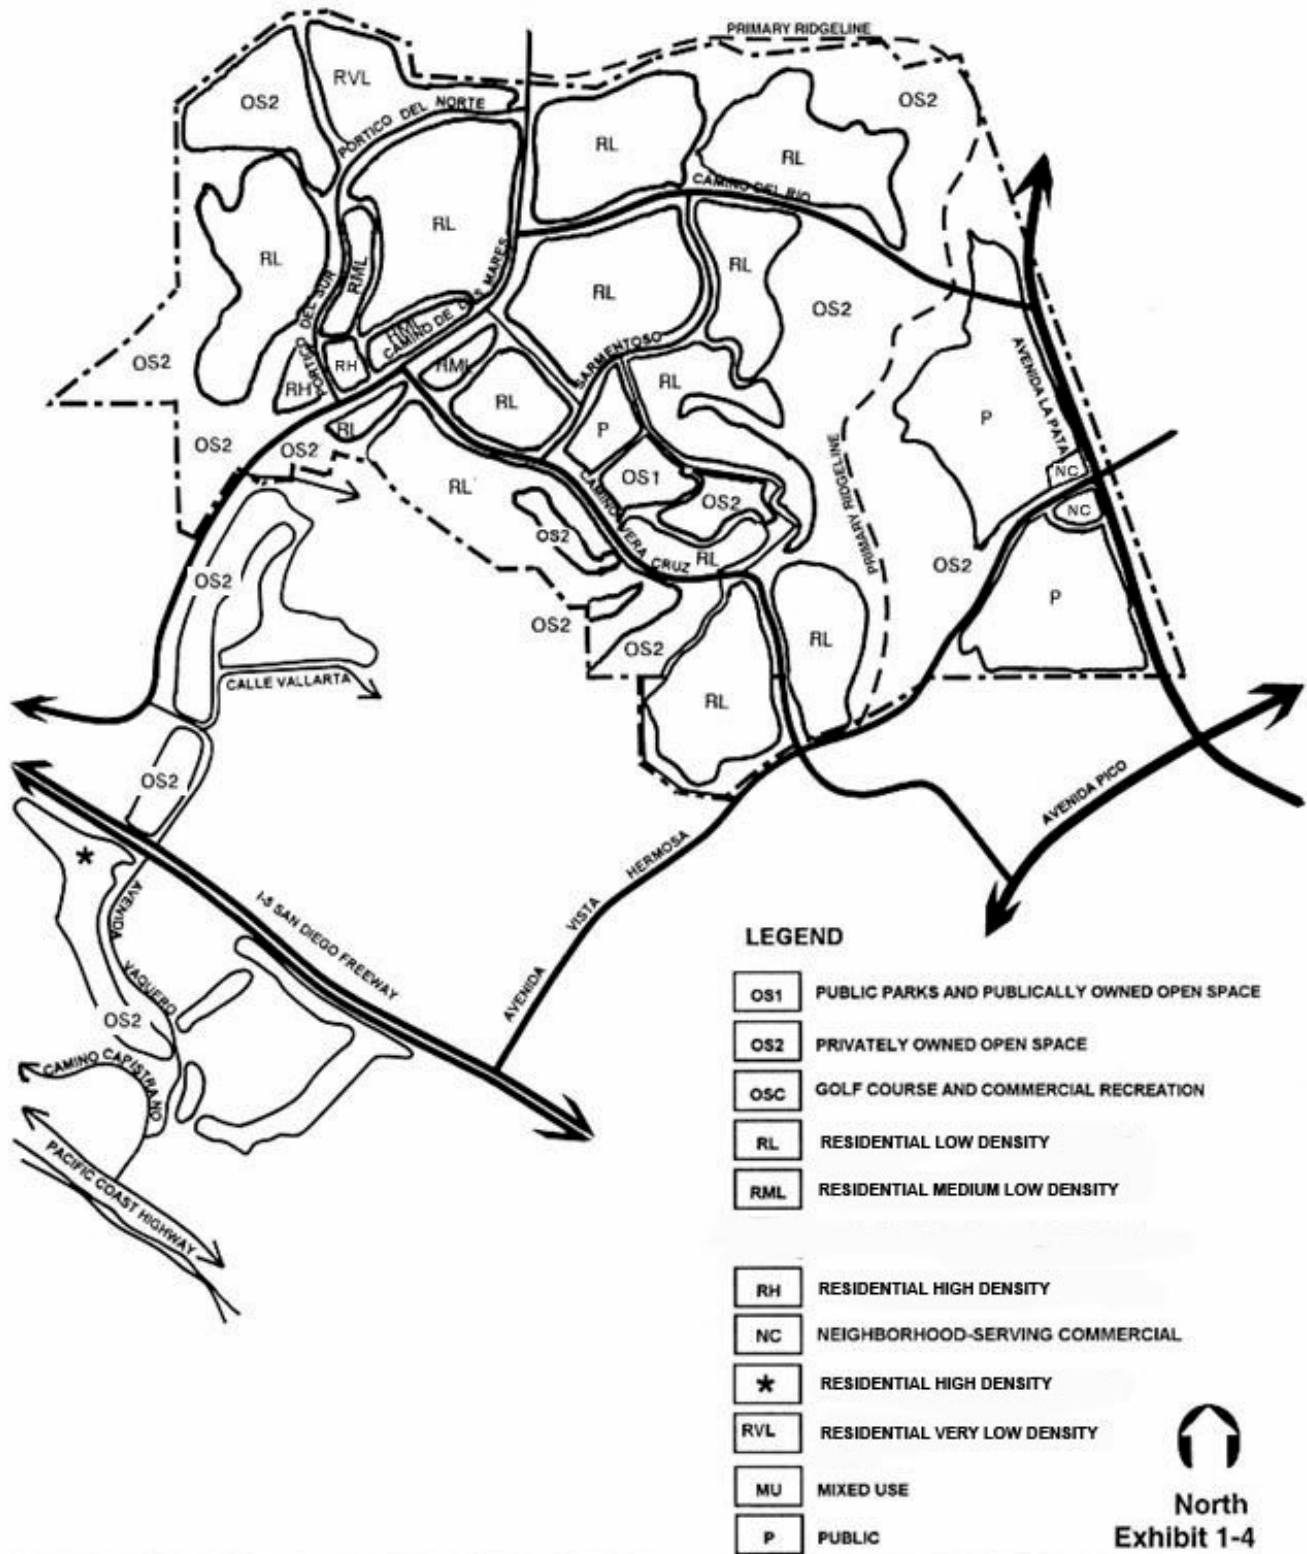 PRIMARY RIDGELINE
RVL
OS2
OS2
PORTICO DEL NORTE
RL
RL
CAMINO DEL RIO
RL
RL
RML
PORTICO DEL SUR
CAMINO DE LOS MARES
RL
RL
OS2
OS2
RML
RH
RH
RML
SARMENTOSO
RL
RL
RL
P
AVENIDA LA PATA
P
PRIMARY RIDGELINE
OS2
OS2
RL
OS1
OS2
NC
NC
CAMINO VERA CRUZ
OS2
RL
OS2
OS2
P
OS2
OS2
RL
RL
CALLE VALLARTA
OS2
AVENIDA PICO
*
AVENIDA VAQUERO
I-5 SAN DIEGO FREEWAY
AVENIDA VISTA HERMOSA
OS2
CAMINO CAPISTRANO
PACIFIC COAST HIGHWAY
LEGEND
OS1 PUBLIC PARKS AND PUBLICALLY OWNED OPEN SPACE
OS2 PRIVATELY OWNED OPEN SPACE
OSC GOLF COURSE AND COMMERCIAL RECREATION
RL RESIDENTIAL LOW DENSITY
RML RESIDENTIAL MEDIUM LOW DENSITY
RH RESIDENTIAL HIGH DENSITY
NC NEIGHBORHOOD-SERVING COMMERCIAL
* RESIDENTIAL HIGH DENSITY
RVL RESIDENTIAL VERY LOW DENSITY
MU MIXED USE
P PUBLIC
North
Exhibit 1-4